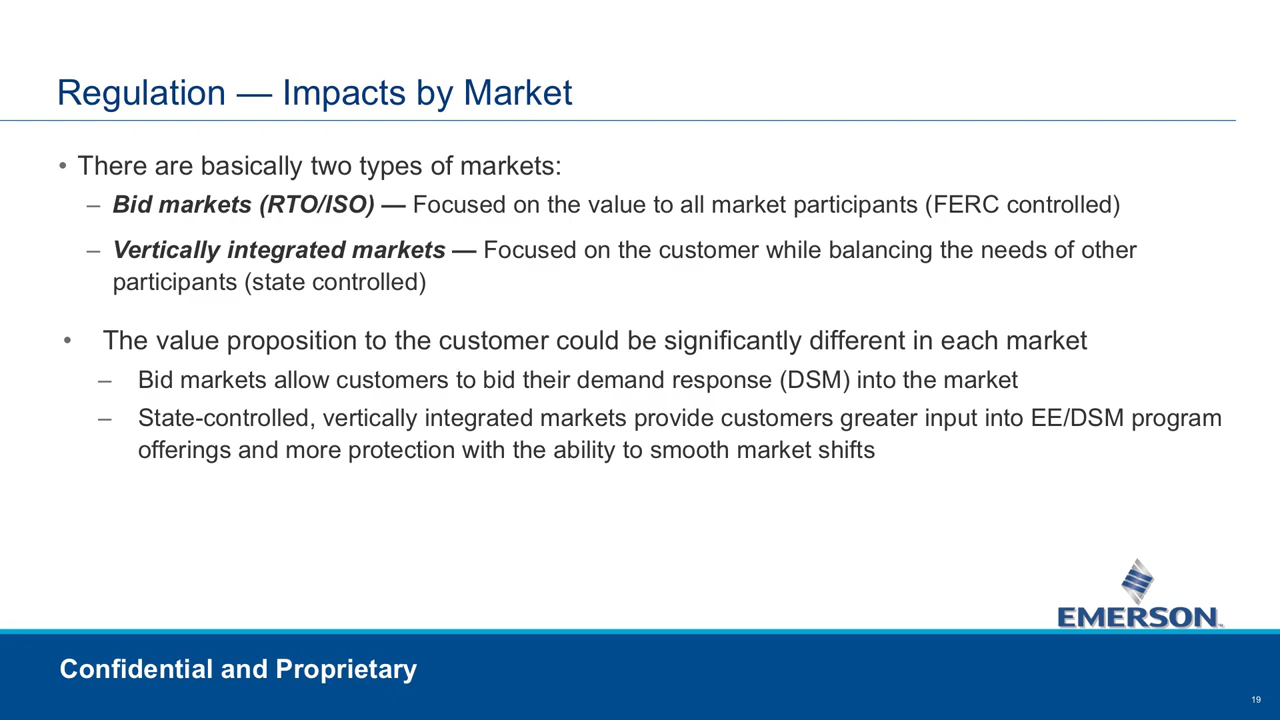 Regulation — Impacts by Market
• There are basically two types of markets:
– Bid markets (RTO/ISO) — Focused on the value to all market participants (FERC controlled)
– Vertically integrated markets — Focused on the customer while balancing the needs of other
participants (state controlled)
• The value proposition to the customer could be significantly different in each market
– Bid markets allow customers to bid their demand response (DSM) into the market
– State-controlled, vertically integrated markets provide customers greater input into EE/DSM program
offerings and more protection with the ability to smooth market shifts
EMERSON™
Confidential and Proprietary
19